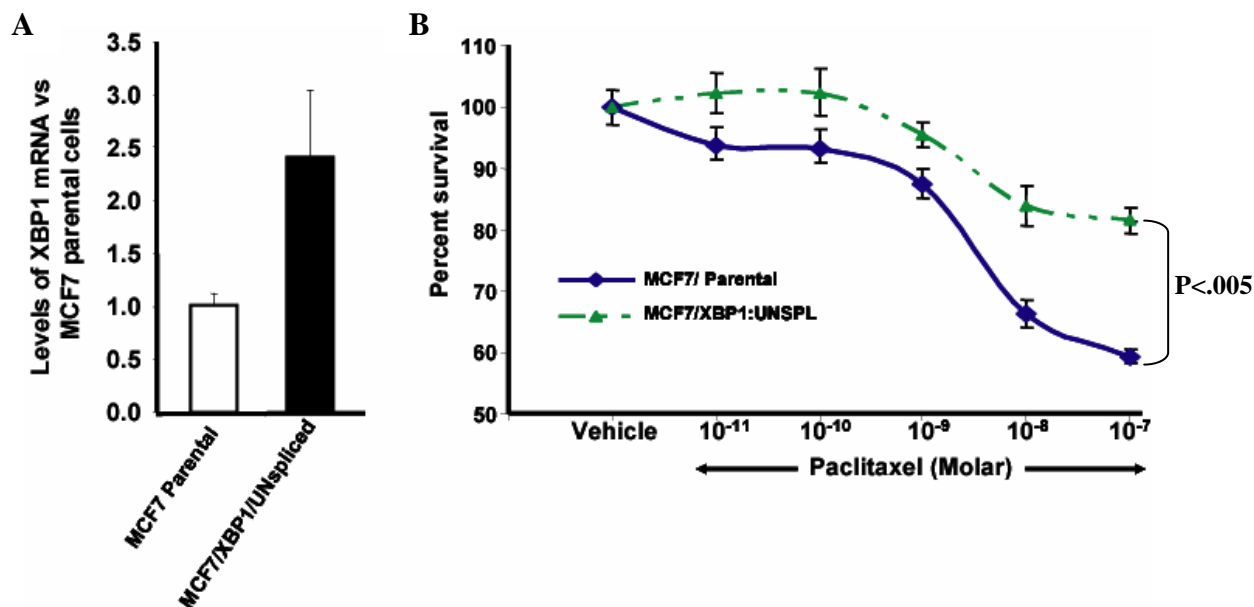 A
Levels of XBP1 mRNA vs
MCF7 parental cells
3.5
3.0
2.5
2.0
1.5
1.0
0.5
0.0
MCF7 Parental
MCF7/XBP1/UNspliced
B
Percent survival
110
100
90
80
70
60
50
MCF7/ Parental
MCF7/XBP1:UNSPL
P<.005
Vehicle 10-11 10-10 10-9 10-8 10-7
Paclitaxel (Molar)